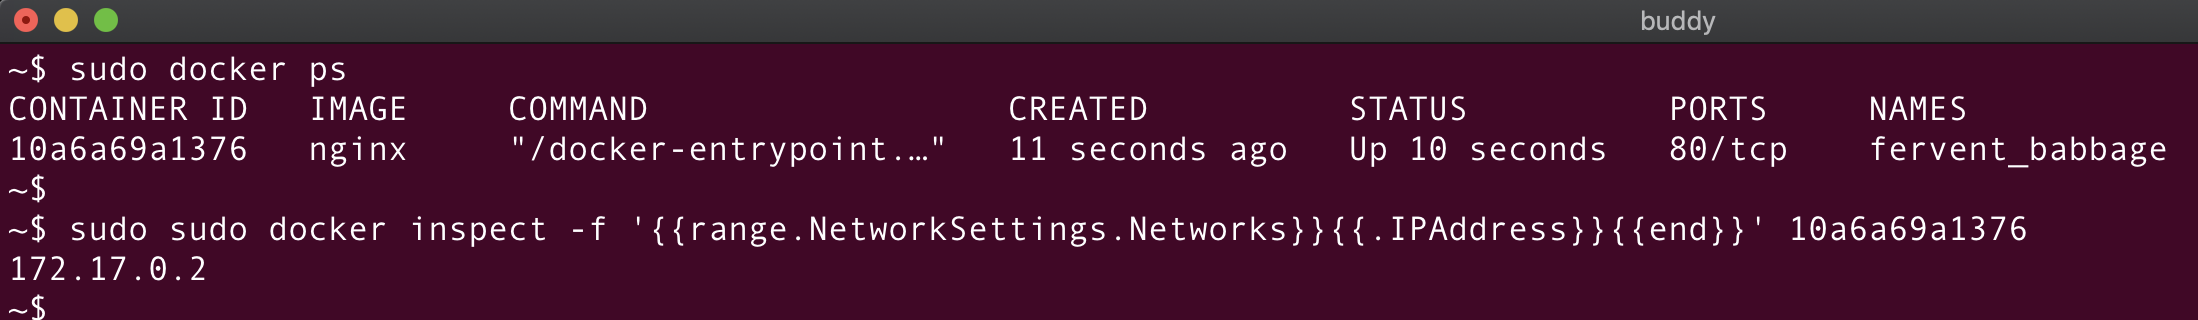 buddy
~$ sudo docker ps
CONTAINER ID   IMAGE     COMMAND                  CREATED          STATUS          PORTS     NAMES
10a6a69a1376   nginx     "/docker-entrypoint.…"   11 seconds ago   Up 10 seconds   80/tcp    fervent_babbage
~$
~$ sudo sudo docker inspect -f '{{range.NetworkSettings.Networks}}{{.IPAddress}}{{end}}' 10a6a69a1376
172.17.0.2
~$